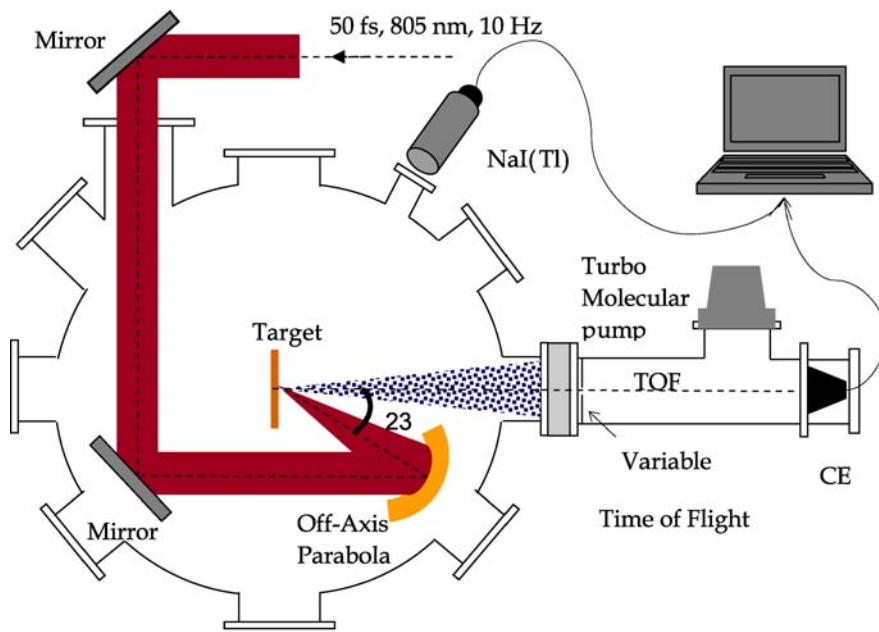 50 fs, 805 nm, 10 Hz
Mirror
NaI(Tl)
Turbo
Molecular
pump
Target
TOF
23
Variable
CE
Off-Axis
Parabola
Mirror
Time of Flight